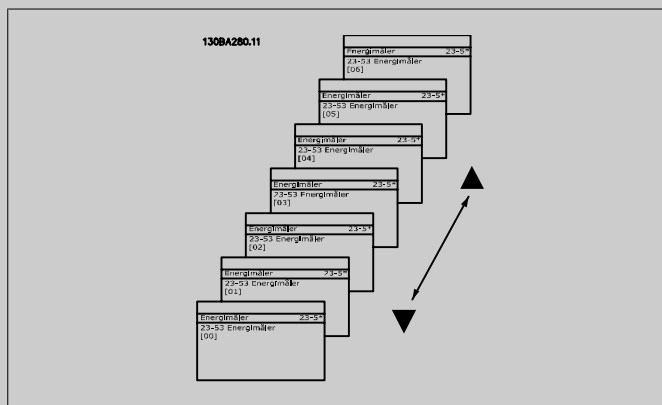 130BA280.11
Energimåler 23-5*
23-53 Energimåler
[06]
Energimåler 23-5*
23-53 Energimåler
[05]
Energimåler 23-5*
23-53 Energimåler
[04]
Energimåler 23-5*
23-53 Energimåler
[03]
Energimåler 23-5*
23-53 Energimåler
[02]
Energimåler 23-5*
23-53 Energimåler
[01]
Energimåler 23-5*
23-53 Energimåler
[00]